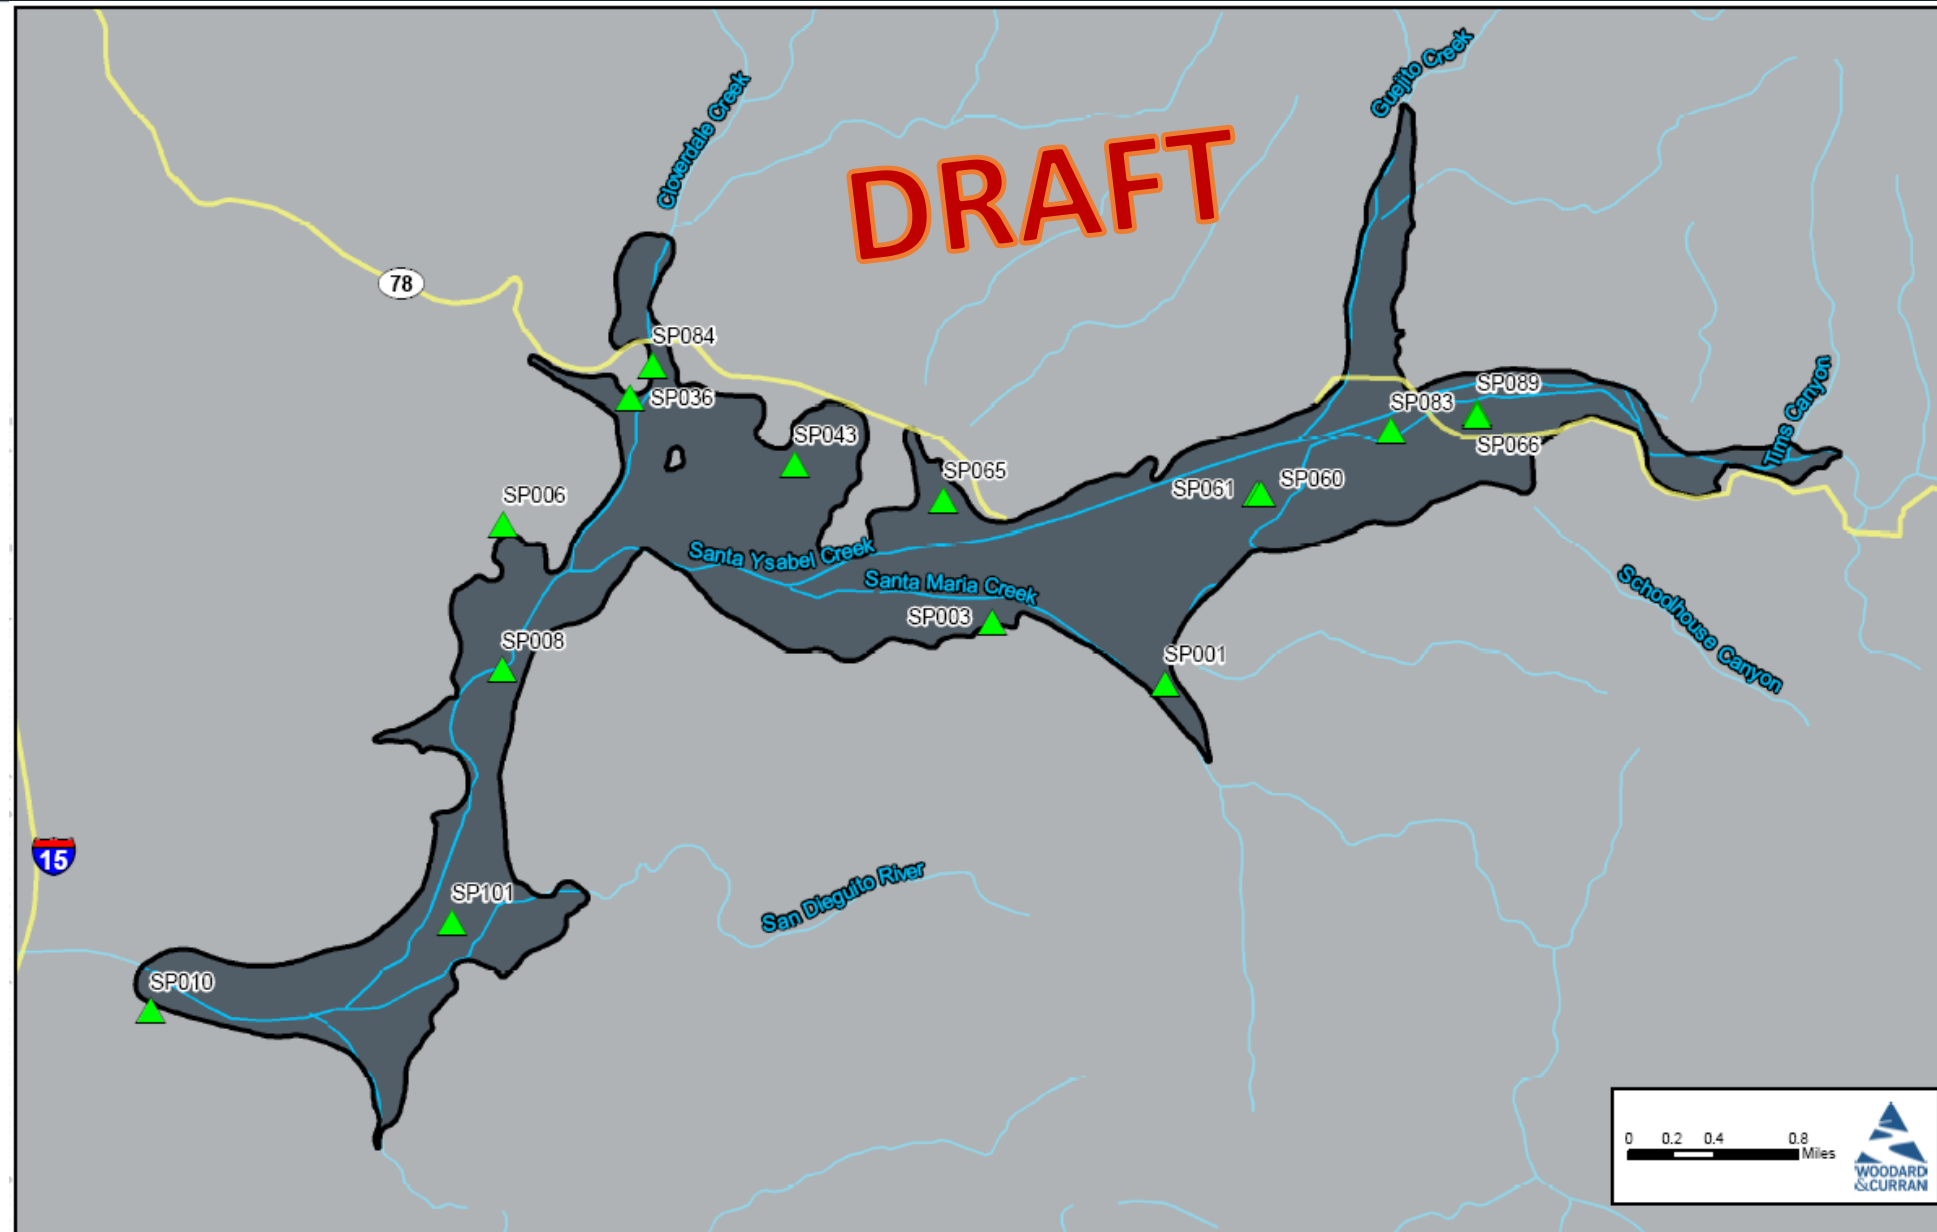 Guejito Creek
Cloverdale Creek
DRAFT
78
SP084
SP036
SP089
SP083
Tims Canyon
SP043
SP066
SP065
SP061
SP060
SP006
Santa Ysabel Creek
Santa Maria Creek
Schoolhouse Canyon
SP003
SP008
SP001
15
San Dieguito River
SP101
SP010
0 0.2 0.4 0.8
Miles
WOODARD
&CURRAN